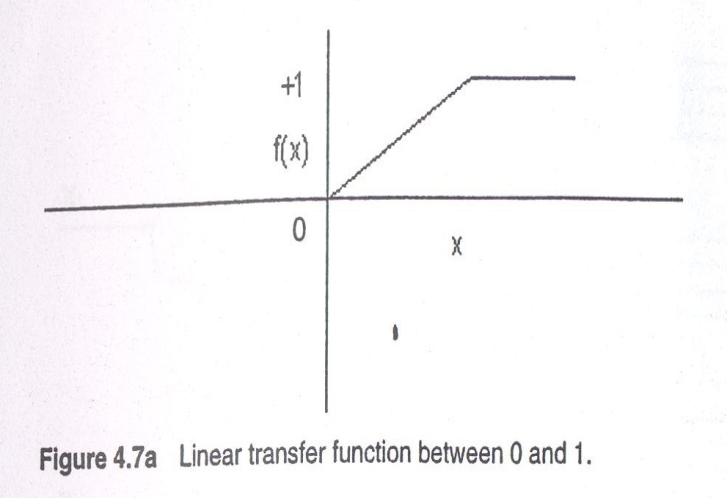 +1
f(x)
0
x
Figure 4.7a Linear transfer function between 0 and 1.